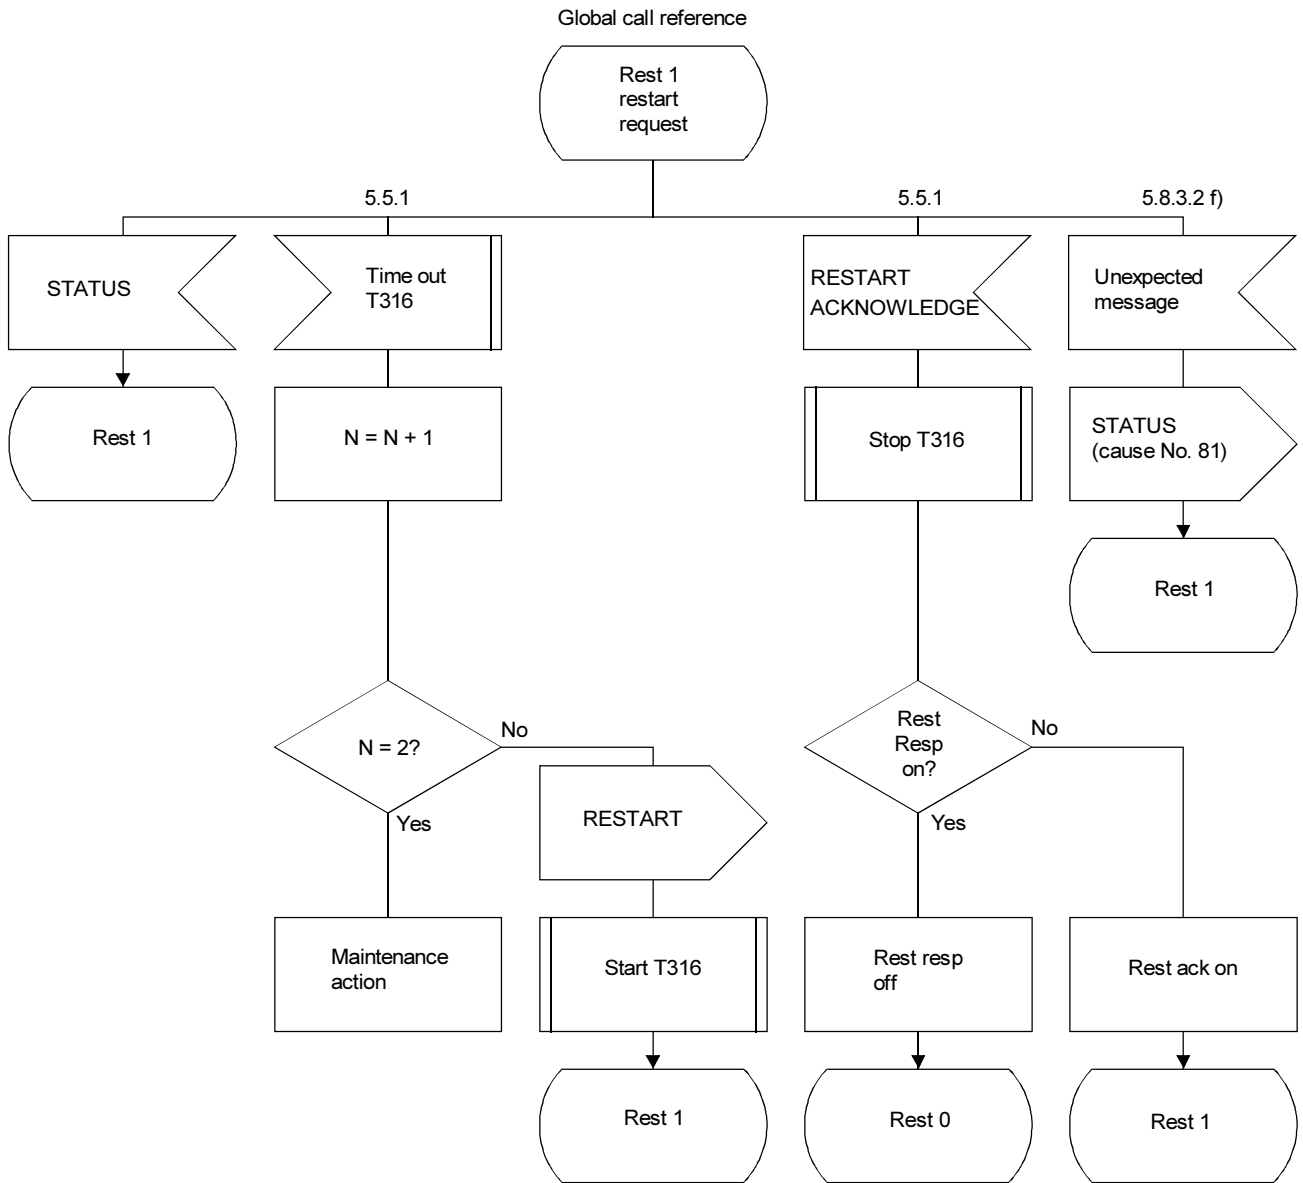 Global call reference
Rest 1
restart
request
5.5.1
5.5.1
5.8.3.2 f)
STATUS
Time out
T316
RESTART
ACKNOWLEDGE
Unexpected
message
Rest 1
N = N + 1
Stop T316
STATUS
(cause No. 81)
Rest 1
N = 2?
No
Yes
RESTART
Rest
Resp
on?
No
Yes
Maintenance
action
Start T316
Rest resp
off
Rest ack on
Rest 1
Rest 0
Rest 1